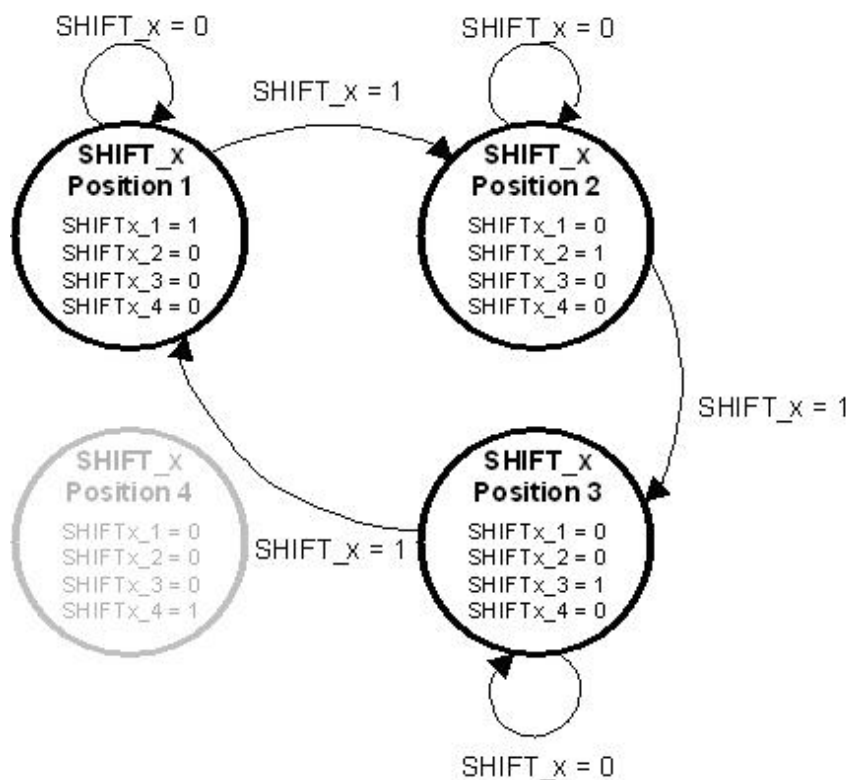 SHIFT_x = 0
SHIFT_x = 0
SHIFT_x = 1
SHIFT_x
Position 1
SHIFTx_1 = 1
SHIFTx_2 = 0
SHIFTx_3 = 0
SHIFTx_4 = 0
SHIFT_x
Position 2
SHIFTx_1 = 0
SHIFTx_2 = 1
SHIFTx_3 = 0
SHIFTx_4 = 0
SHIFT_x = 1
SHIFT_x
Position 4
SHIFTx_1 = 0
SHIFTx_2 = 0
SHIFTx_3 = 0
SHIFTx_4 = 1
SHIFT_x = 1
SHIFT_x
Position 3
SHIFTx_1 = 0
SHIFTx_2 = 0
SHIFTx_3 = 1
SHIFTx_4 = 0
SHIFT_x = 0